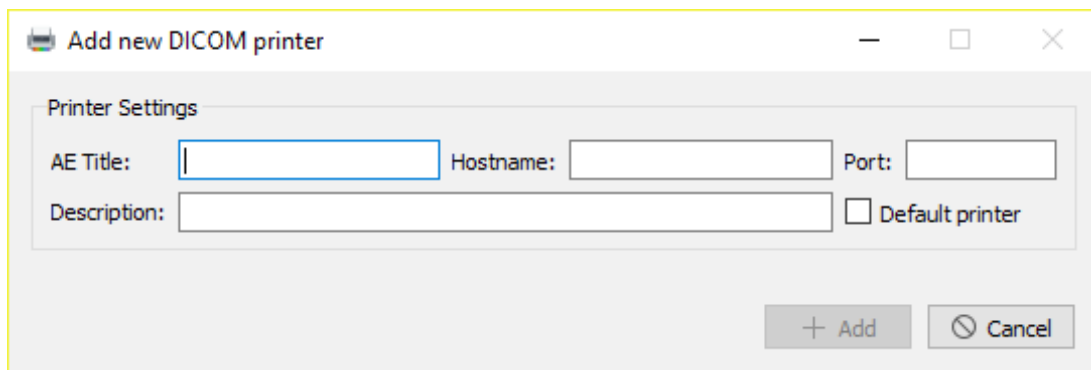 Add new DICOM printer
Printer Settings
AE Title: Hostname: Port:
Description: Default printer
Add Cancel